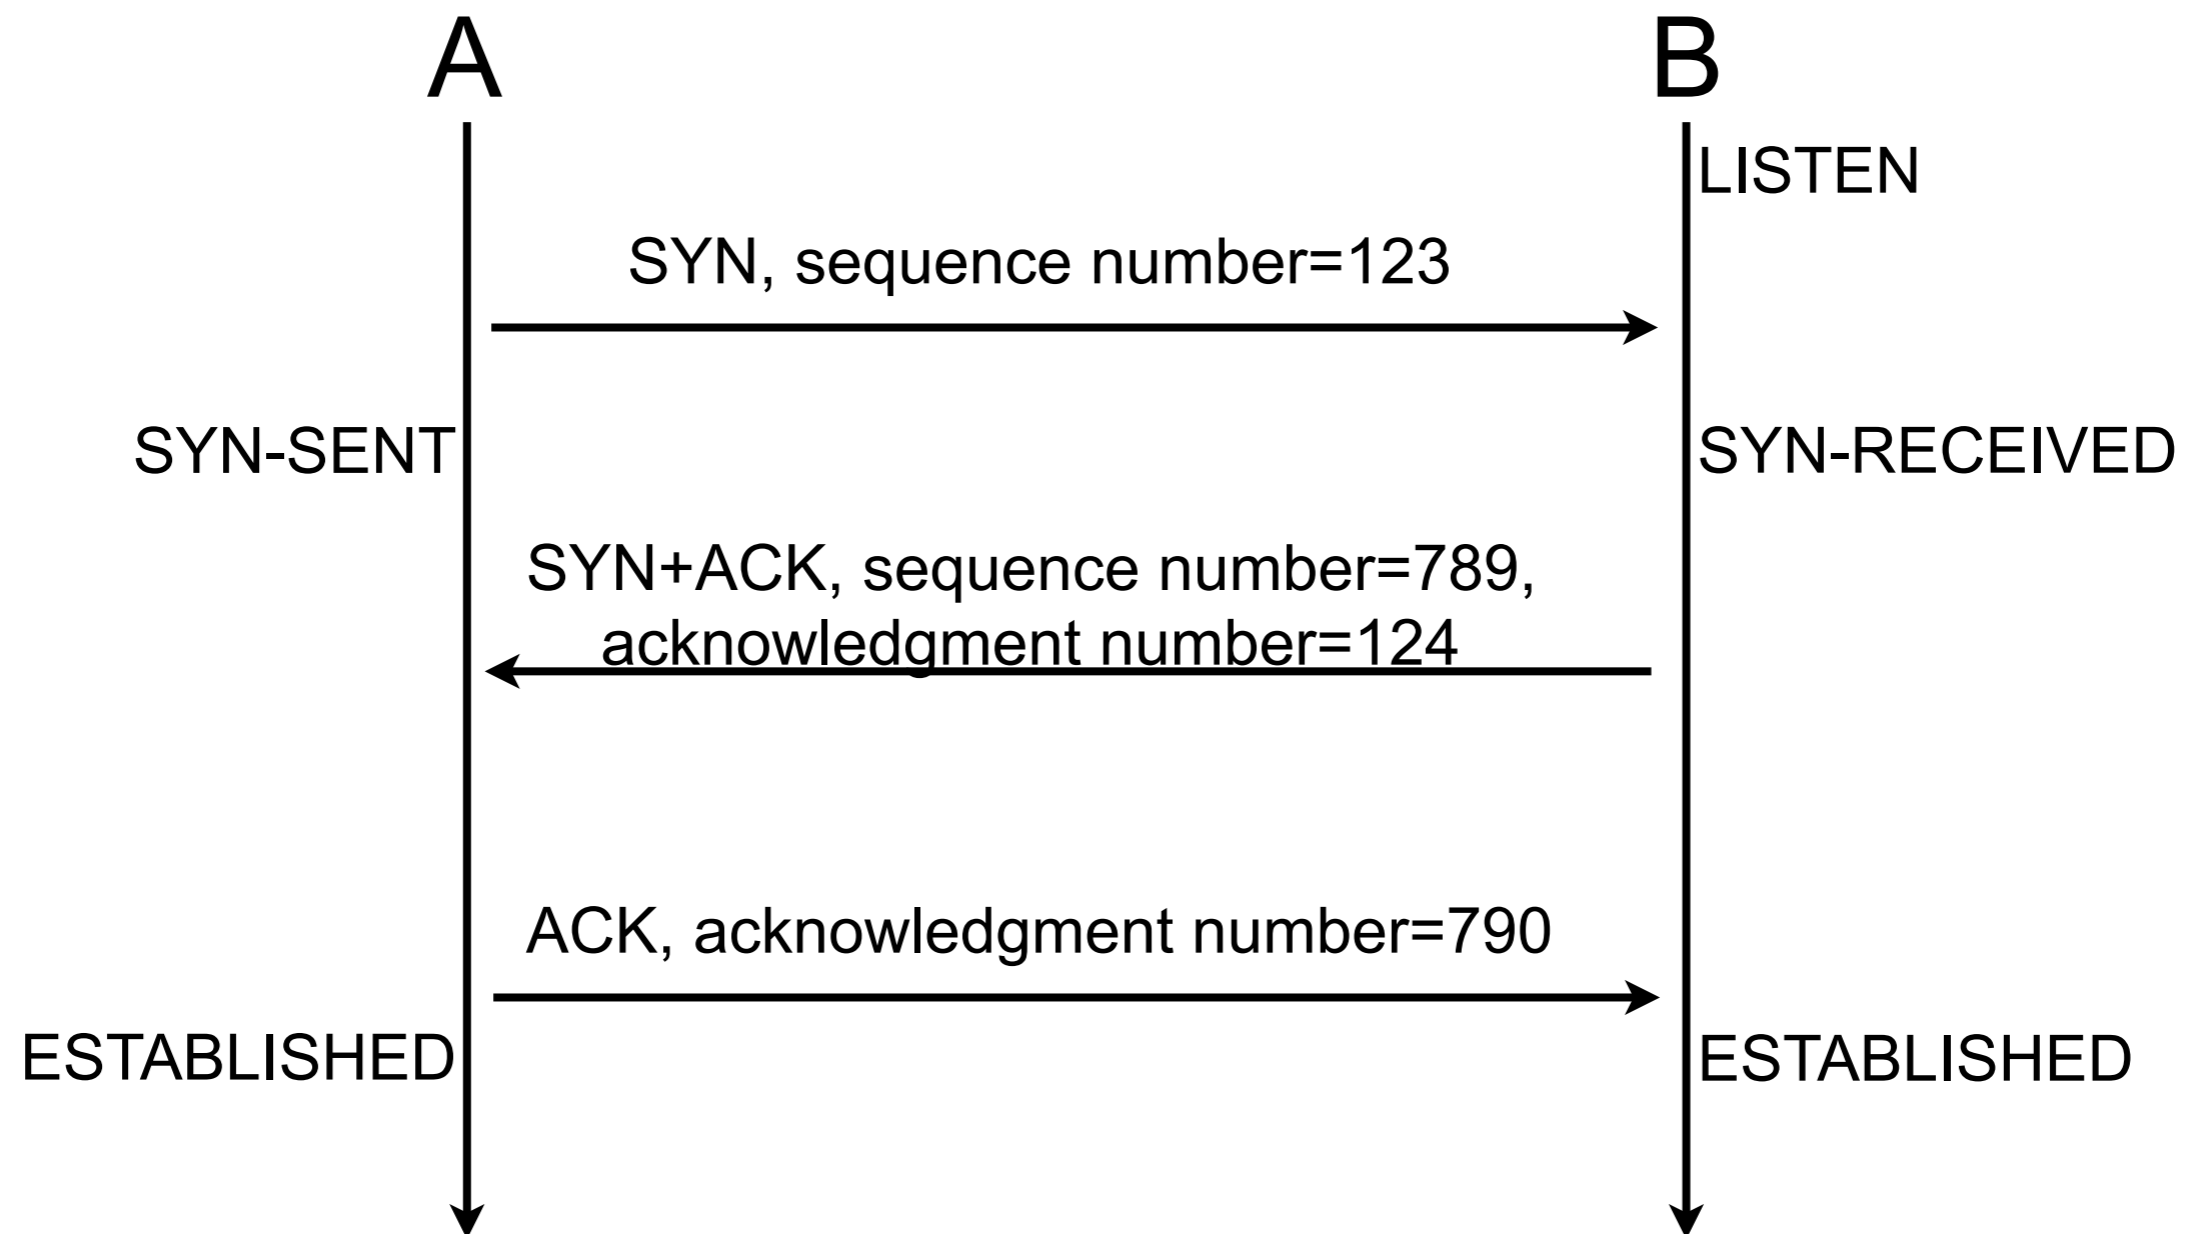 A
B
LISTEN
SYN, sequence number=123
SYN-SENT
SYN-RECEIVED
SYN+ACK, sequence number=789,
acknowledgment number=124
ACK, acknowledgment number=790
ESTABLISHED
ESTABLISHED